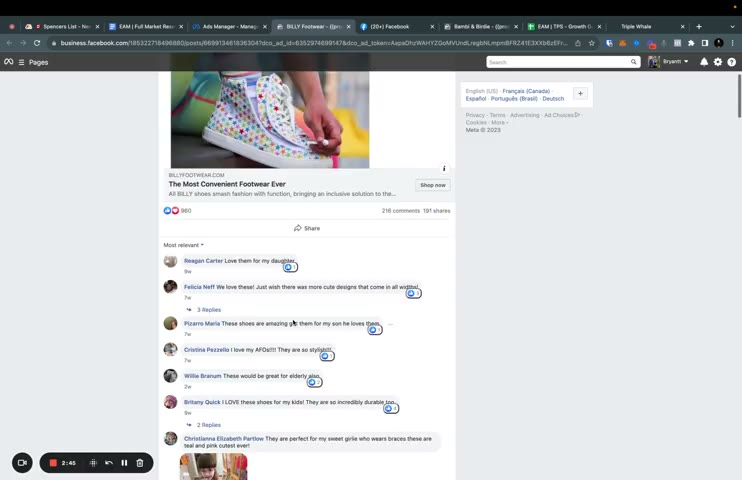 Spencers List - New
EAM | Full Market Rese
Ads Manager - Manage
BILLY Footwear - {{pro
(20+) Facebook
Bambi & Birdie - {{prod
EAM | TPS - Growth G
Triple Whale
business.facebook.com
Pages
Search
Bryant
English (US) · Français (Canada) ·
Español · Português (Brasil) · Deutsch
Privacy · Terms · Advertising · Ad Choices ·
Cookies · More ·
Meta © 2023
BILLYFOOTWEAR.COM
The Most Convenient Footwear Ever
All BILLY shoes smash fashion with function, bringing an inclusive solution to the...
Shop now
960
216 comments 191 shares
Share
Most relevant
Reagan Carter Love them for my daughter.
1
9w
Felicia Neff We love these! Just wish there was more cute designs that come in all widths!
7w
3 Replies
Pizarro Maria These shoes are amazing get them for my son he loves them
7w
Cristina Pezzello I love my AFOs!!!! They are so stylish!!!!
7w
Willie Branum These would be great for elderly also.
2w
Britany Quick I LOVE these shoes for my kids! They are so incredibly durable too
9w
2 Replies
Christianna Elizabeth Partlow They are perfect for my sweet girlie who wears braces these are
teal and pink cutest ever!
2:45